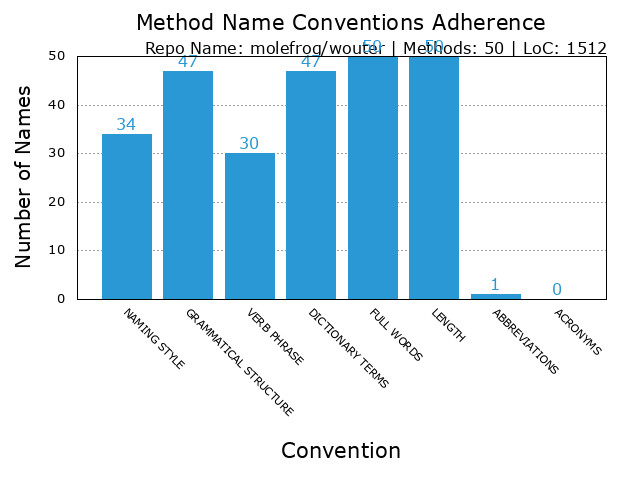 Method Name Conventions Adherence
Repo Name: molefrog/wouter | Methods: 50 | LoC: 1512
Number of Names
50
40
30
20
10
0
34
47
30
47
50
50
1
0
NAMING STYLE
GRAMMATICAL STRUCTURE
VERB PHRASE
DICTIONARY TERMS
FULL WORDS
LENGTH
ABBREVIATIONS
ACRONYMS
Convention